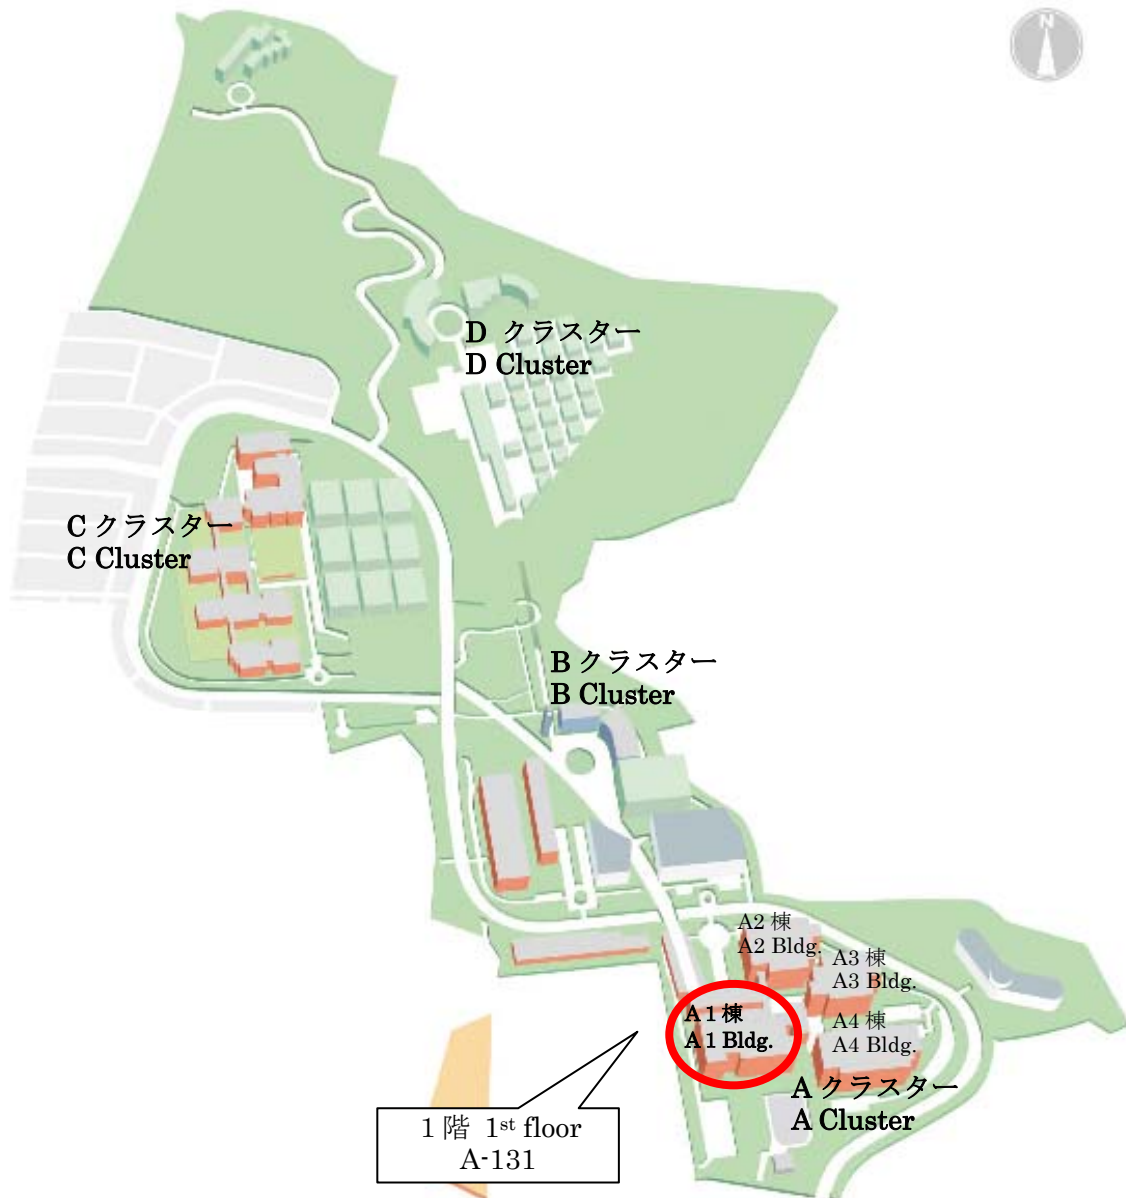 N
D クラスター
D Cluster
C クラスター
C Cluster
B クラスター
B Cluster
A2 棟
A2 Bldg.
A3 棟
A3 Bldg.
A 1 棟
A 1 Bldg.
A4 棟
A4 Bldg.
A クラスター
A Cluster
1 階 1st floor
A-131